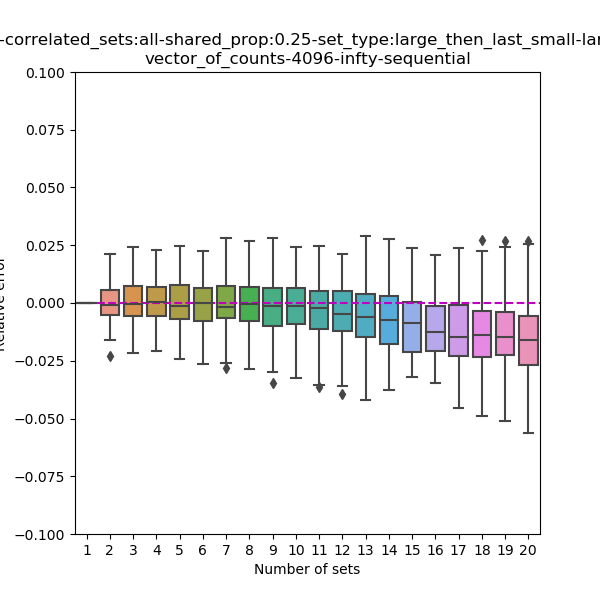 -correlated_sets:all-shared_prop:0.25-set_type:large_then_last_small-lar
vector_of_counts-4096-infty-sequential
0.100
0.075
0.050
0.025
0.000
−0.025
−0.050
−0.075
−0.100
1 2 3 4 5 6 7 8 9 10 11 12 13 14 15 16 17 18 19 20
Number of sets